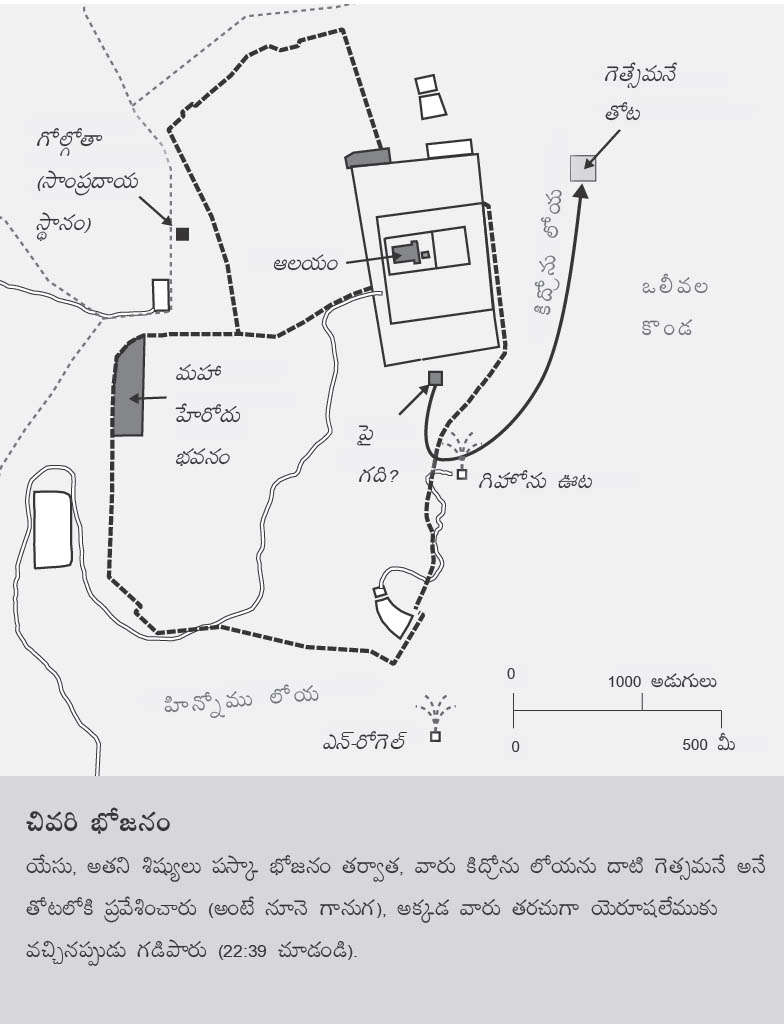 గెత్సేమనే
తోట
గోల్గోతా
(సాంప్రదాయ
స్థానం)
ఆలయం
కిద్రోను లోయ
ఒలీవల
కొండ
మహా
హేరోదు
భవనం
పై
గది?
గిహోను ఊట
హిన్నోము లోయ
ఎన్-రోగెల్
0
1000 అడుగులు
0
500 మీ
చివరి భోజనం
యేసు, అతని శిష్యులు పస్కా భోజనం తర్వాత, వారు కిద్రోను లోయను దాటి గెత్సమనే అనే
తోటలోకి ప్రవేశించారు (అంటే నూనె గానుగ), అక్కడ వారు తరచుగా యెరూషలేముకు
వచ్చినప్పుడు గడిపారు (22:39 చూడండి).